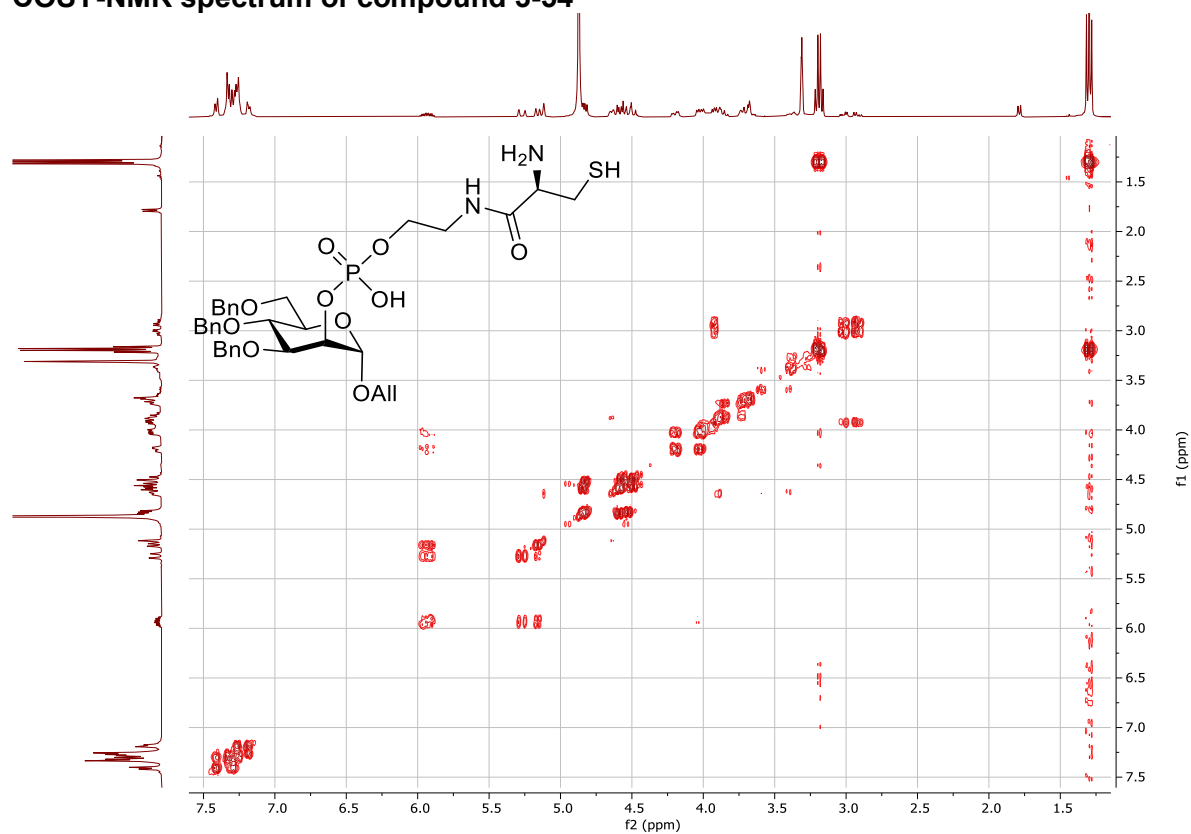 COSY-NMR spectrum of compound 3-34
H₂N
SH
H
N
O
O
O
P
O
OH
BnO
O
BnO
BnO
OAll
1.5
2.0
2.5
3.0
3.5
4.0
4.5
5.0
5.5
6.0
6.5
7.0
7.5
f1 (ppm)
7.5 7.0 6.5 6.0 5.5 5.0 4.5 4.0 3.5 3.0 2.5 2.0 1.5
f2 (ppm)